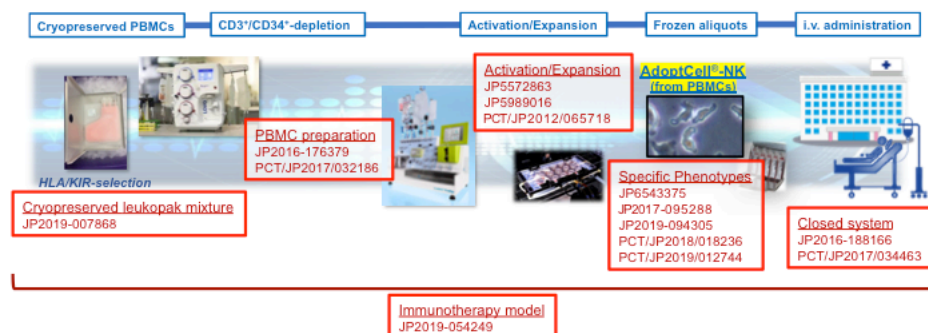 Cryopreserved PBMCs
CD3⁺/CD34⁺-depletion
Activation/Expansion
Frozen aliquots
i.v. administration
Activation/Expansion
JP5572863
JP5989016
PCT/JP2012/065718
AdoptCell®-NK
(from PBMCs)
PBMC preparation
JP2016-176379
PCT/JP2017/032186
HLA/KIR-selection
Specific Phenotypes
JP6543375
JP2017-095288
JP2019-094305
PCT/JP2018/018236
PCT/JP2019/012744
Cryopreserved leukopak mixture
JP2019-007868
Closed system
JP2016-188166
PCT/JP2017/034463
Immunotherapy model
JP2019-054249